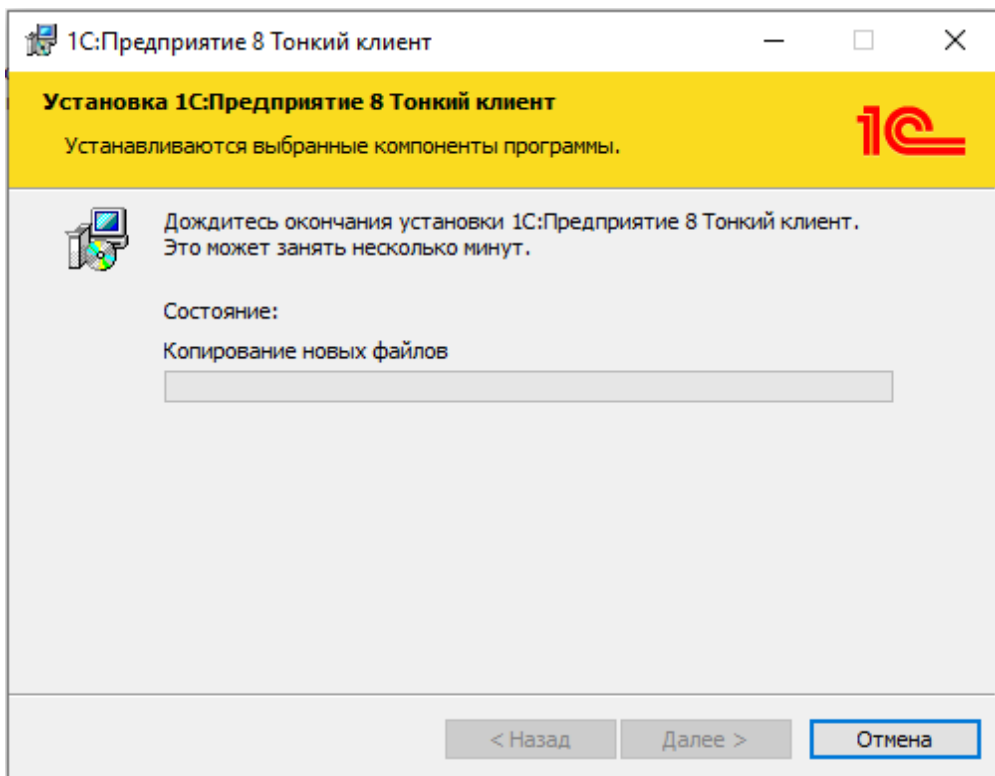 1С:Предприятие 8 Тонкий клиент
Установка 1С:Предприятие 8 Тонкий клиент
Устанавливаются выбранные компоненты программы.
1С
Дождитесь окончания установки 1С:Предприятие 8 Тонкий клиент.
Это может занять несколько минут.
Состояние:
Копирование новых файлов
< Назад
Далее >
Отмена